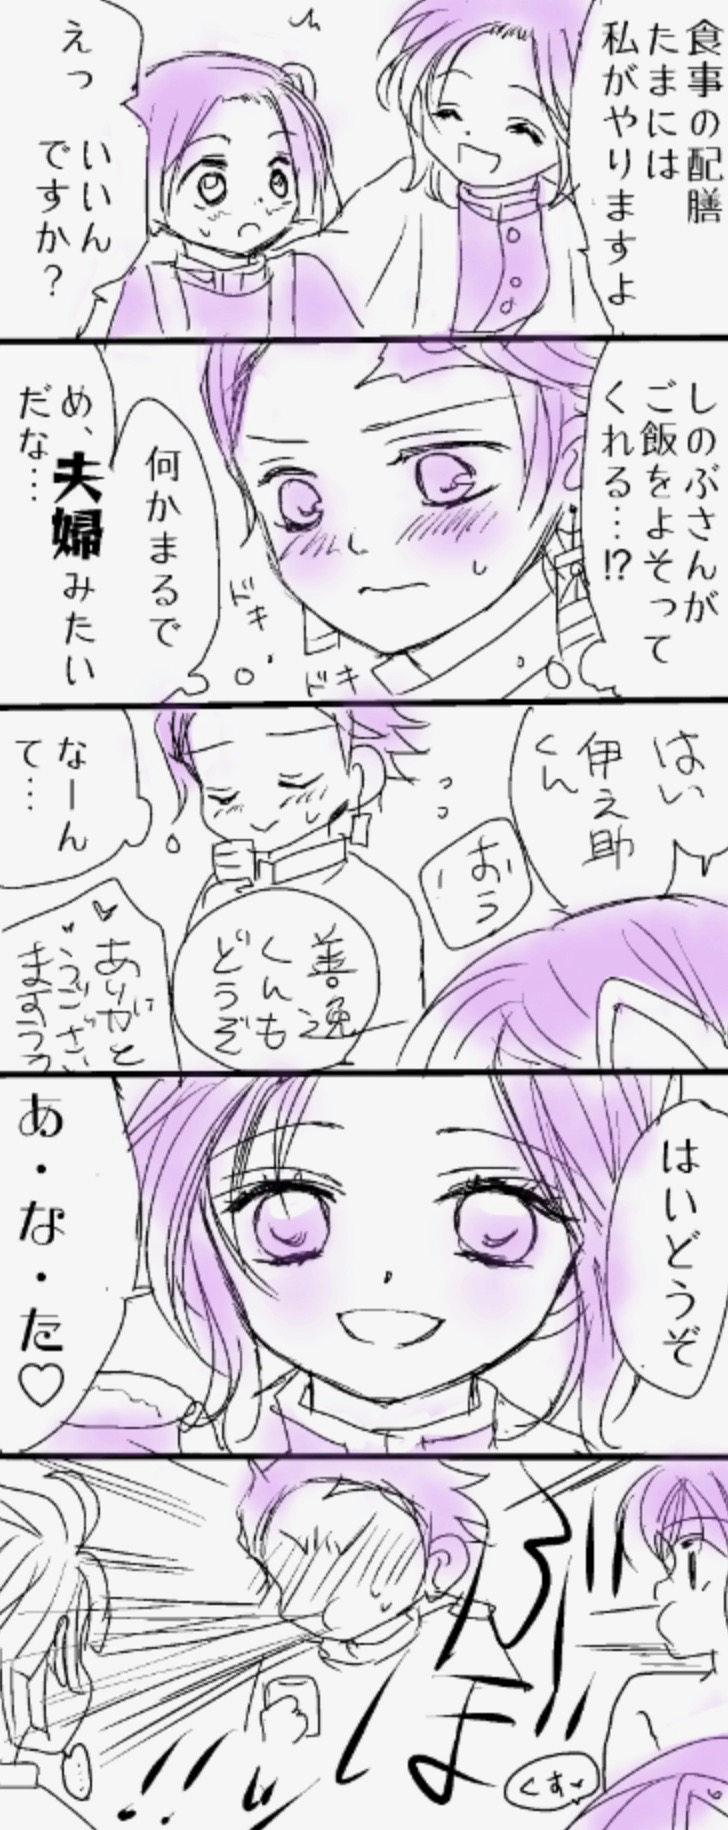 食事の配膳
たまには
私がやりますよ
えっ
いいん
ですか？
しのぶさんが
ご飯をよそって
くれる…!?
ドキ
ドキ
何かまるで
め、夫婦みたい
だな…
はい
伊之助
くん
おう
善逸
くんも
どうぞ
なーん
て…
ありがと
うござい
ますぅぅ
はいどうぞ
あ・な・た♡
ぶほ!!
くす